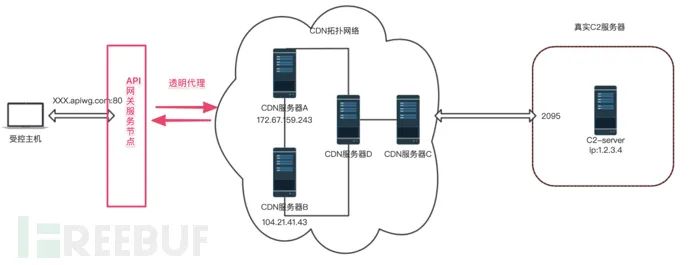 CDN拓扑网络
真实C2服务器
XXX.apiwg.com:80
受控主机
API
网
关
服
务
节
点
透明代理
CDN服务器A
172.67.159.243
CDN服务器D
CDN服务器C
CDN服务器B
104.21.41.43
2095
C2-server
ip:1.2.3.4
FREEBUF